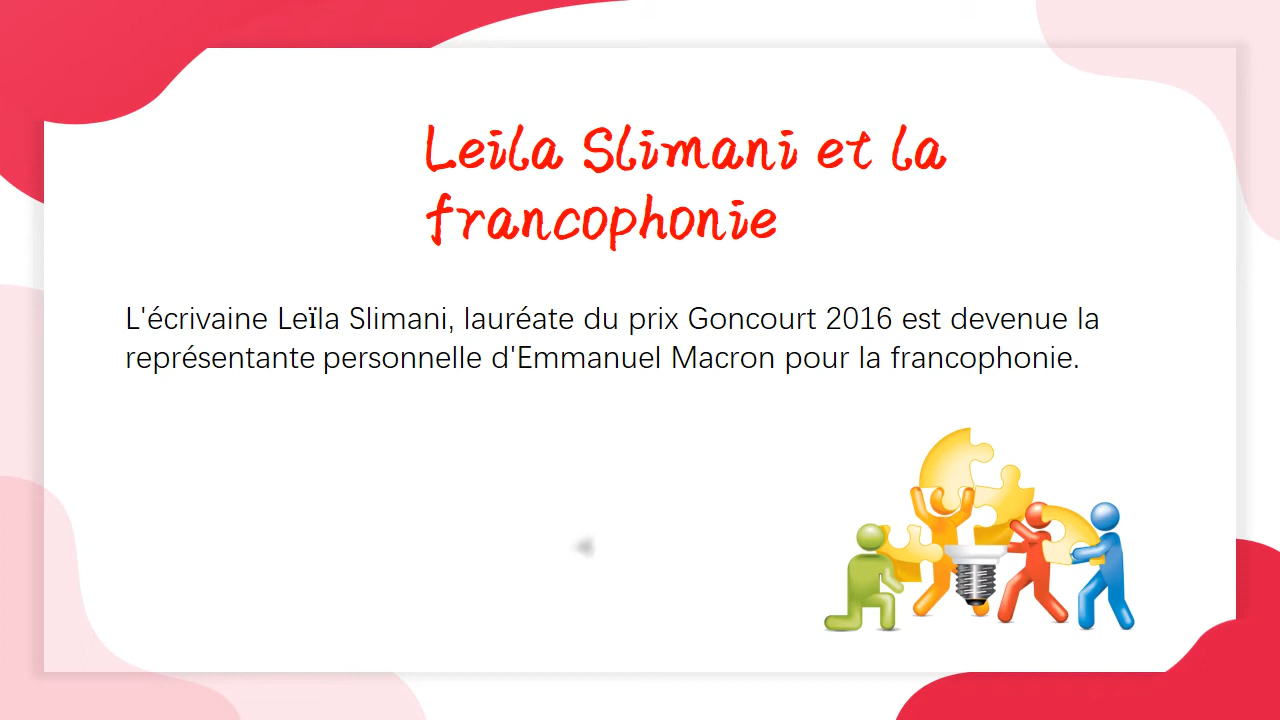 Leila Slimani et la
francophonie
L'écrivaine Leïla Slimani, lauréate du prix Goncourt 2016 est devenue la
représentante personnelle d'Emmanuel Macron pour la francophonie.